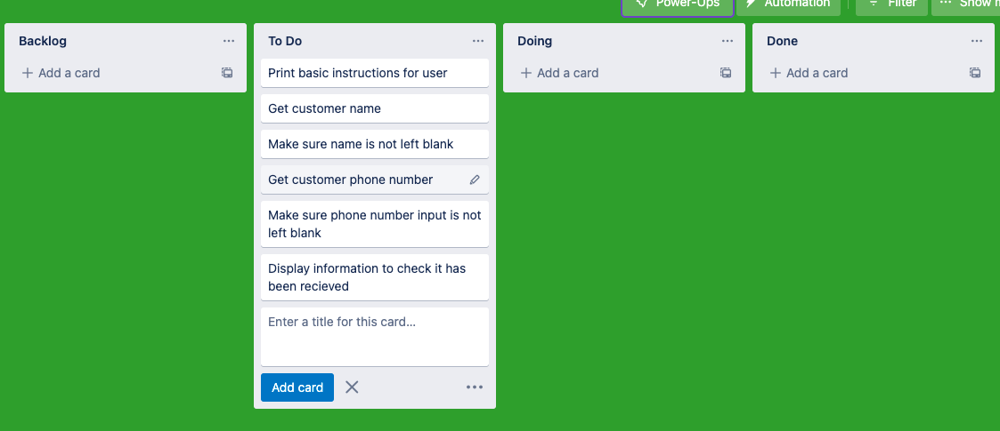 Power-Ups
Automation
Filter
Show
Backlog
To Do
Doing
Done
Add a card
Print basic instructions for user
Add a card
Add a card
Get customer name
Make sure name is not left blank
Get customer phone number
Make sure phone number input is not
left blank
Display information to check it has
been recieved
Enter a title for this card...
Add card